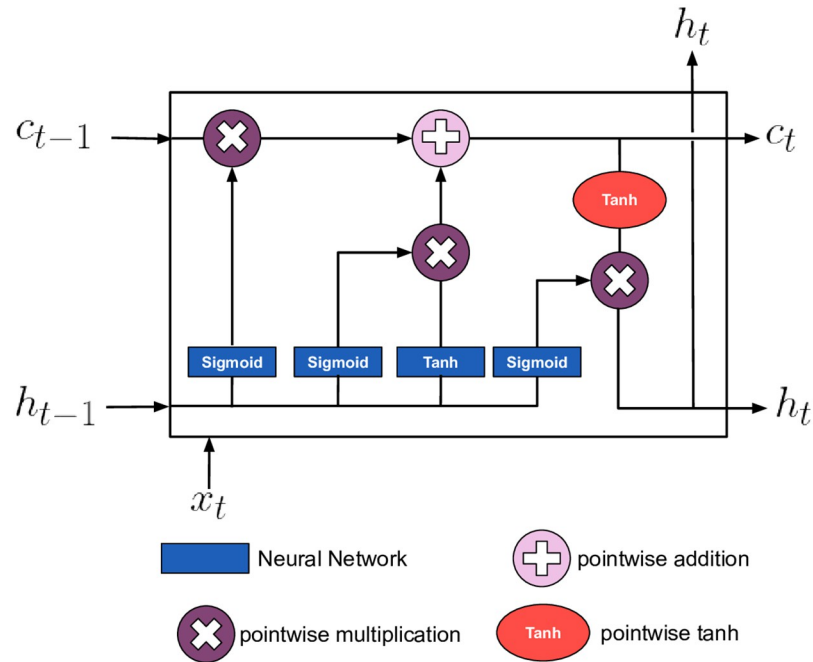 h_t
c_{t-1}
c_t
Tanh
Sigmoid Sigmoid Tanh Sigmoid
h_{t-1}
h_t
x_t
Neural Network
pointwise addition
pointwise multiplication
Tanh pointwise tanh